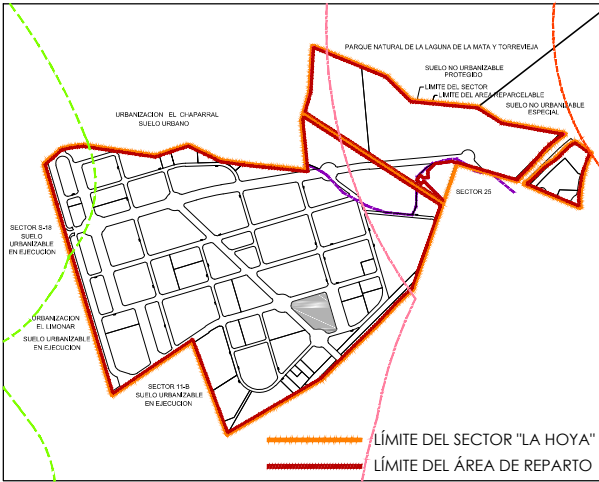 PARQUE NATURAL DE LA LAGUNA DE LA MATA Y TORREVIEJA
SUELO NO URBANIZABLE
PROTEGIDO
LIMITE DEL SECTOR
LIMITE DEL AREA REPARCELABLE
SUELO NO URBANIZABLE
ESPECIAL
URBANIZACION EL CHAPARRAL
SUELO URBANO
SECTOR 25
SECTOR S-18
SUELO
URBANIZABLE
EN EJECUCION
URBANIZACION
EL LIMONAR
SUELO URBANIZABLE
EN EJECUCION
SECTOR 11-B
SUELO URBANIZABLE
EN EJECUCION
LÍMITE DEL SECTOR "LA HOYA"
LÍMITE DEL ÁREA DE REPARTO